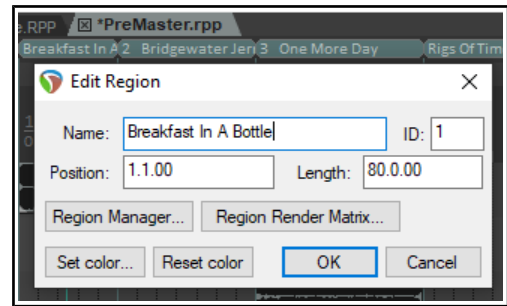 e.RPP *PreMaster.rpp
Breakfast In A 2 Bridgewater Jeri 3 One More Day Rigs Of Tim
Edit Region
Name: Breakfast In A Bottle ID: 1
Position: 1.1.00 Length: 80.0.00
Region Manager... Region Render Matrix...
Set color... Reset color OK Cancel